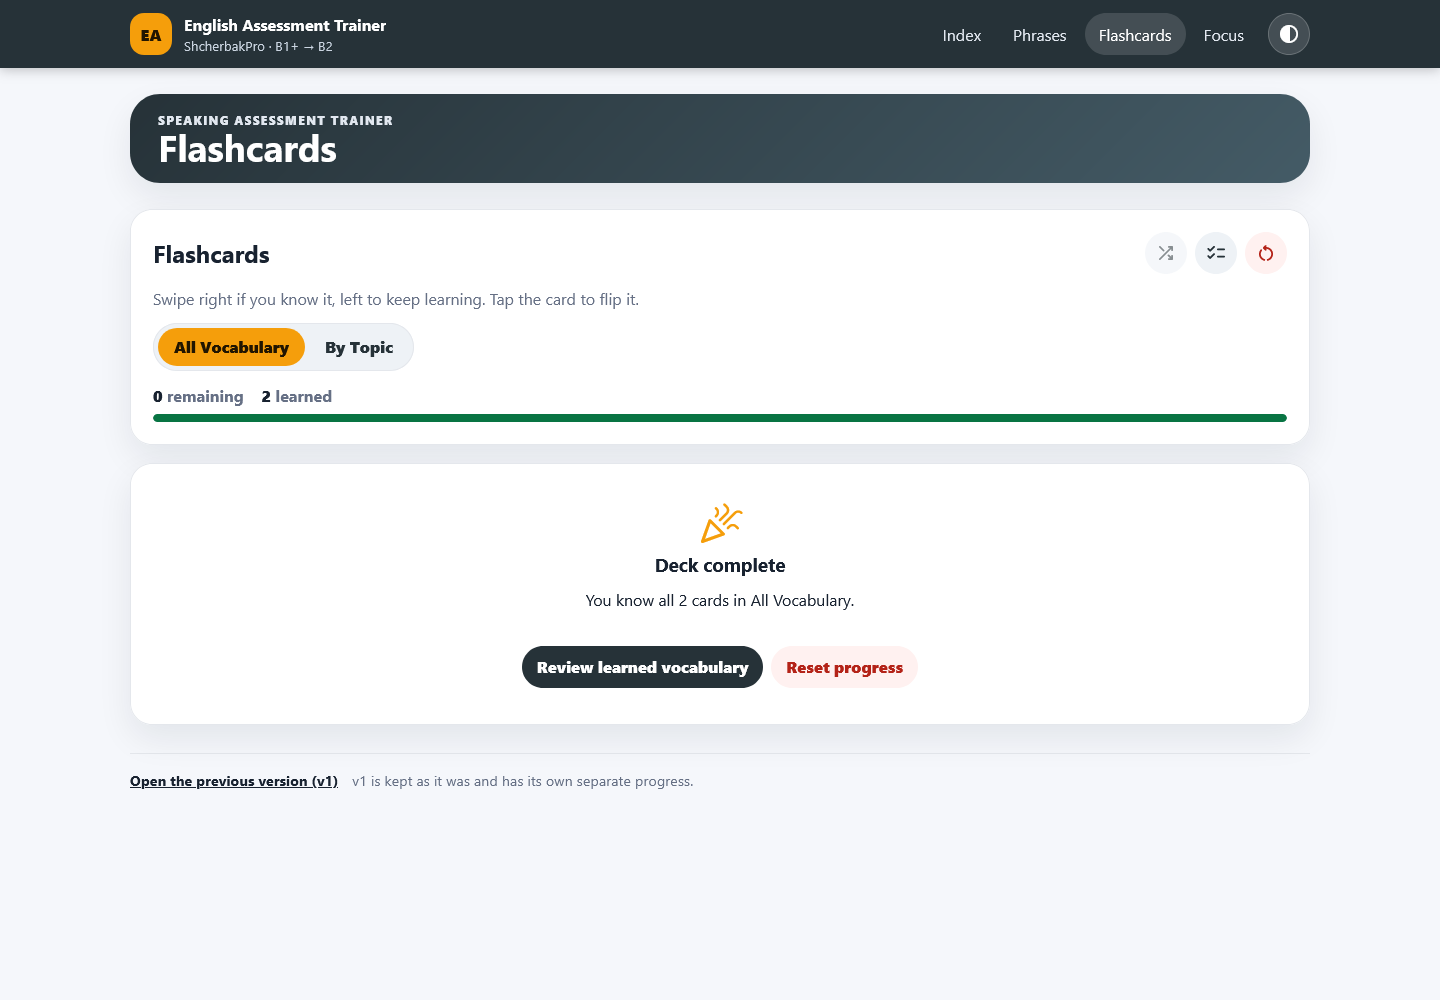 EA
English Assessment Trainer
ShcherbakPro · B1+ → B2
Index
Phrases
Flashcards
Focus
SPEAKING ASSESSMENT TRAINER
Flashcards
Flashcards
Swipe right if you know it, left to keep learning. Tap the card to flip it.
All Vocabulary
By Topic
0 remaining 2 learned
Deck complete
You know all 2 cards in All Vocabulary.
Review learned vocabulary
Reset progress
Open the previous version (v1) v1 is kept as it was and has its own separate progress.